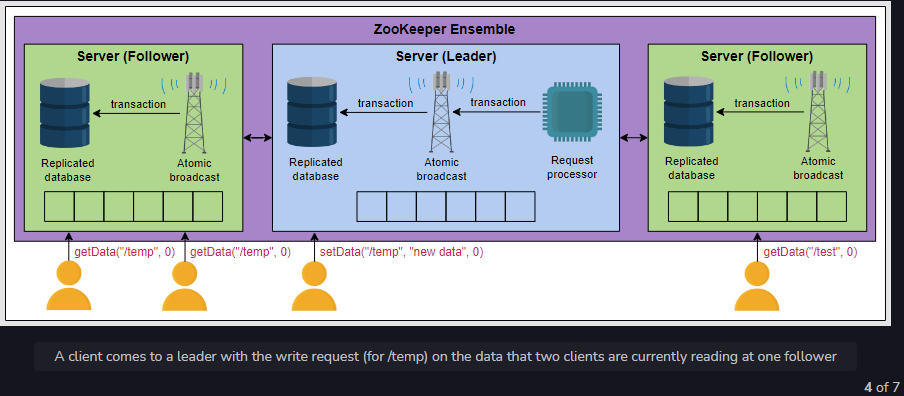 ZooKeeper Ensemble
Server (Follower)
transaction
Replicated
database
Atomic
broadcast
Server (Leader)
transaction
transaction
Replicated
database
Atomic
broadcast
Request
processor
Server (Follower)
transaction
Replicated
database
Atomic
broadcast
getData("/temp", 0)
getData("/temp", 0)
setData("/temp", "new data", 0)
getData("/test", 0)
A client comes to a leader with the write request (for /temp) on the data that two clients are currently reading at one follower
4 of 7